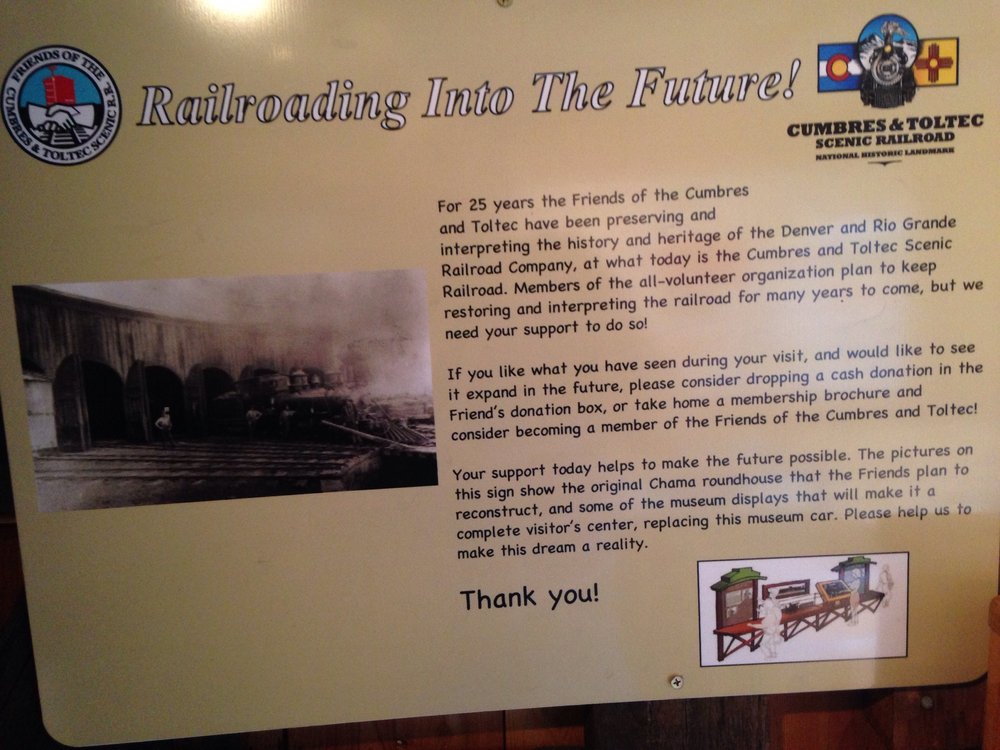 FRIENDS OF THE
CUMBRES & TOLTEC SCENIC R.R.
Railroading Into The Future!
CUMBRES & TOLTEC
SCENIC RAILROAD
NATIONAL HISTORIC LANDMARK
For 25 years the Friends of the Cumbres
and Toltec have been preserving and
interpreting the history and heritage of the Denver and Rio Grande
Railroad Company, at what today is the Cumbres and Toltec Scenic
Railroad. Members of the all-volunteer organization plan to keep
restoring and interpreting the railroad for many years to come, but we
need your support to do so!
If you like what you have seen during your visit, and would like to see
it expand in the future, please consider dropping a cash donation in the
Friend's donation box, or take home a membership brochure and
consider becoming a member of the Friends of the Cumbres and Toltec!
Your support today helps to make the future possible. The pictures on
this sign show the original Chama roundhouse that the Friends plan to
reconstruct, and some of the museum displays that will make it a
complete visitor's center, replacing this museum car. Please help us to
make this dream a reality.
Thank you!